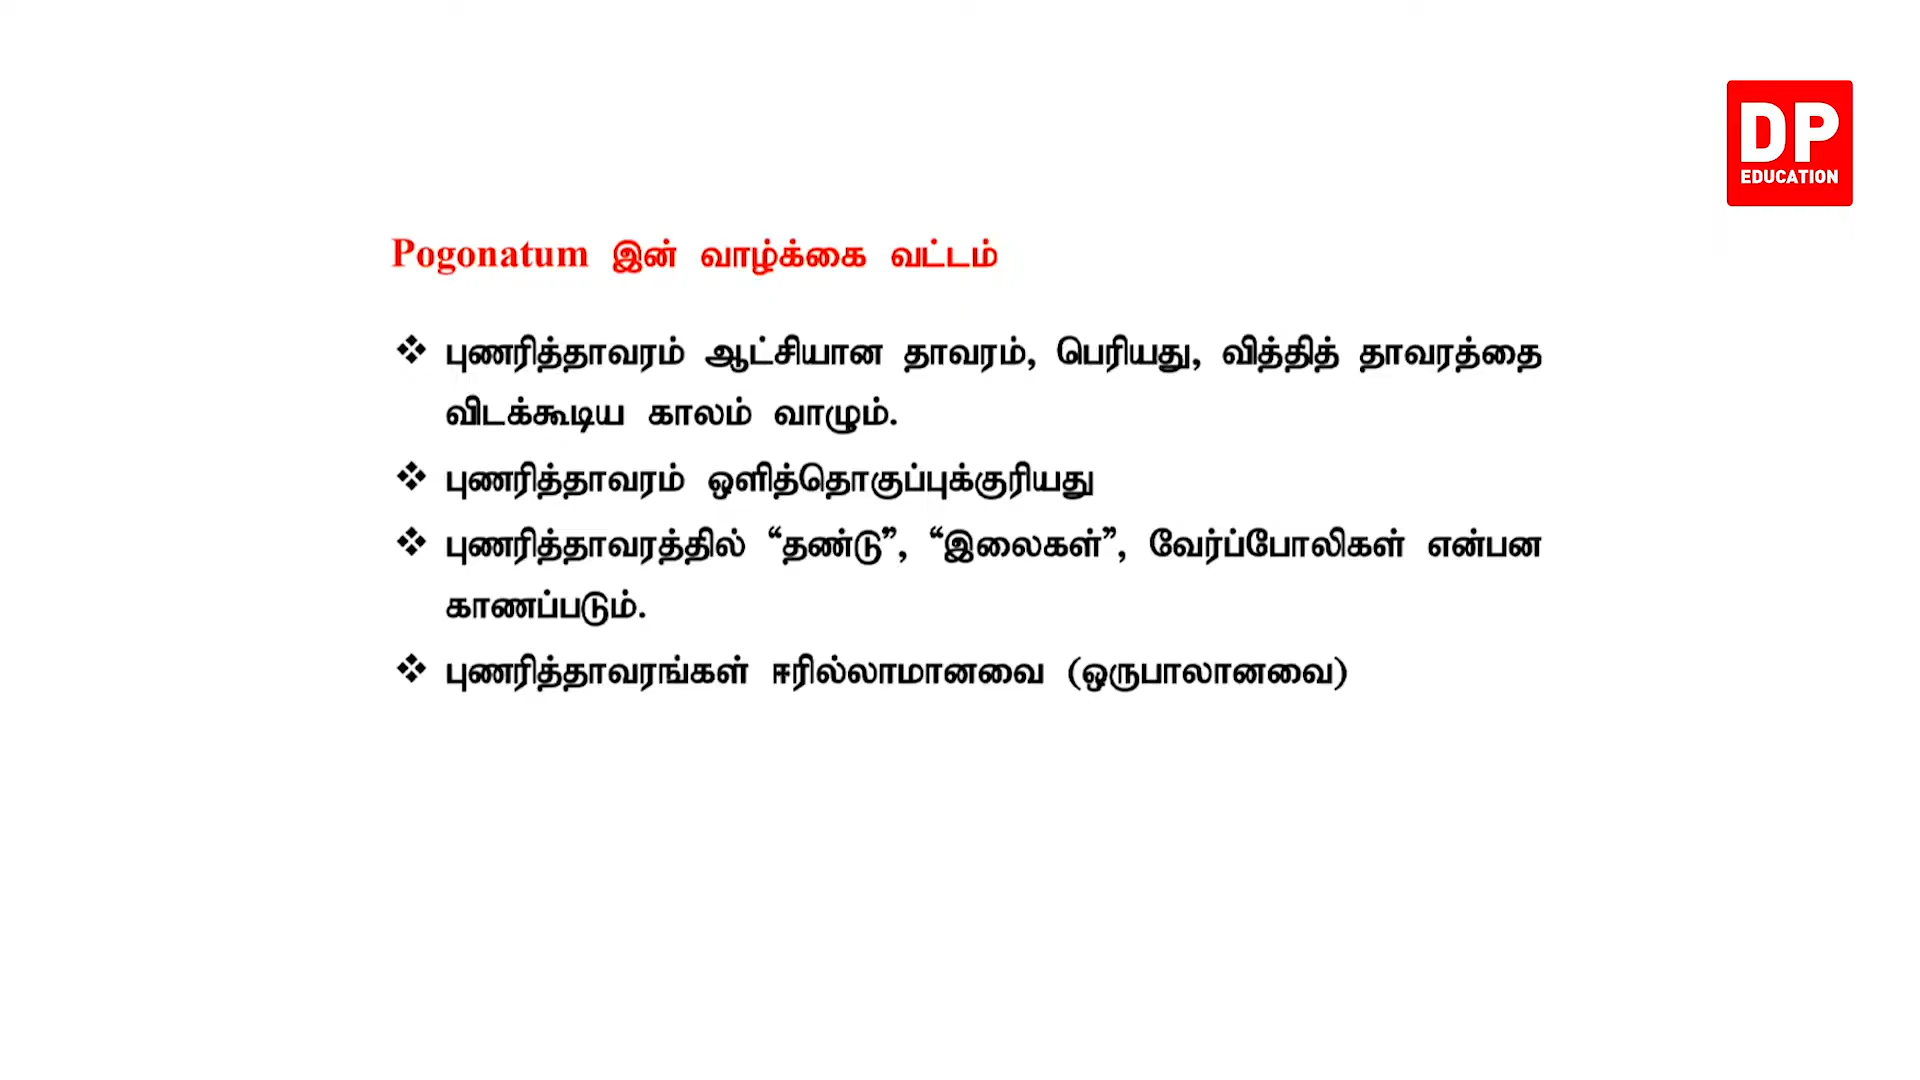 DP
EDUCATION
Pogonatum இன் வாழ்க்கை வட்டம்
❖ புணரித்தாவரம் ஆட்சியான தாவரம், பெரியது, வித்தித் தாவரத்தை
விடக்கூடிய காலம் வாழும்.
❖ புணரித்தாவரம் ஒளித்தொகுப்புக்குரியது
❖ புணரித்தாவரத்தில் “தண்டு”, “இலைகள்”, வேர்ப்போலிகள் என்பன
காணப்படும்.
❖ புணரித்தாவரங்கள் ஈரில்லாமானவை (ஒருபாலானவை)